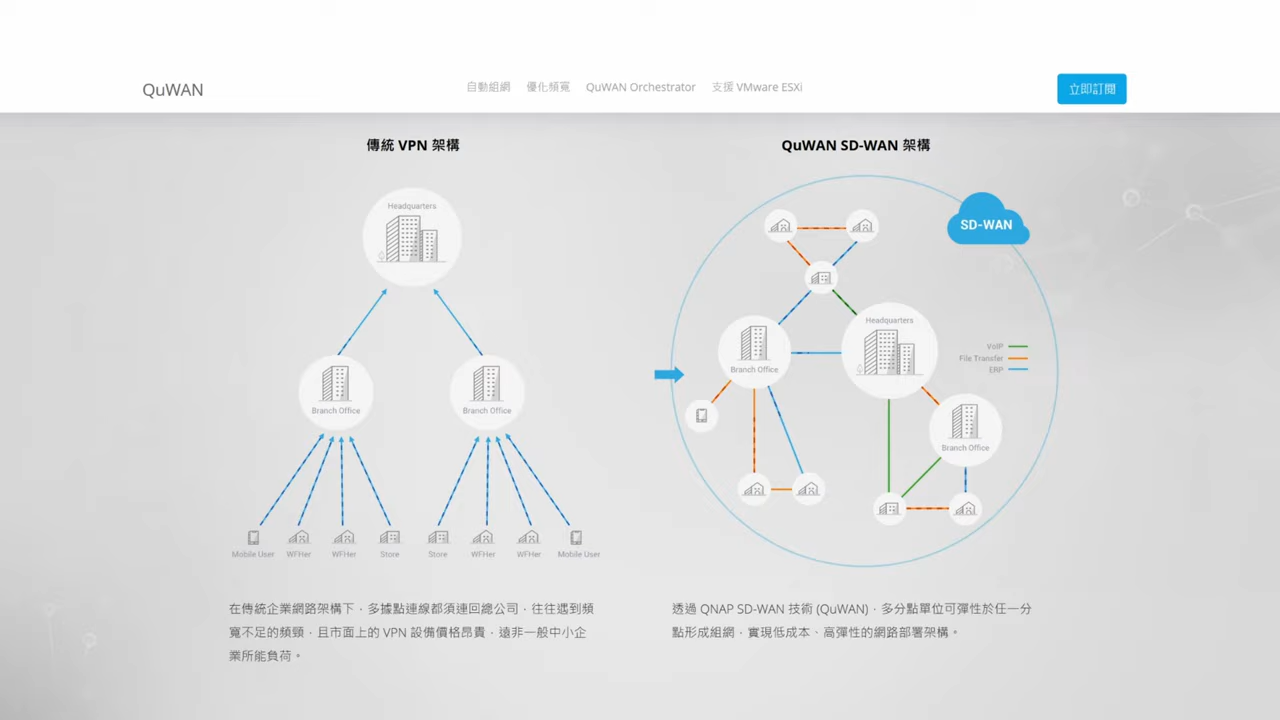 QuWAN
自動組網
優化頻寬
QuWAN Orchestrator
支援 VMware ESXi
立即訂閱
傳統 VPN 架構
Headquarters
Branch Office
Branch Office
Mobile User
WFHer
WFHer
Store
Store
WFHer
WFHer
Mobile User
在傳統企業網路架構下，多據點連線都須連回總公司，往往遇到頻
寬不足的頻頸，且市面上的 VPN 設備價格昂貴，遠非一般中小企
業所能負荷。
QuWAN SD-WAN 架構
SD-WAN
Headquarters
VoIP
File Transfer
ERP
Branch Office
Branch Office
透過 QNAP SD-WAN 技術 (QuWAN)，多分點單位可彈性於任一分
點形成組網，實現低成本、高彈性的網路部署架構。